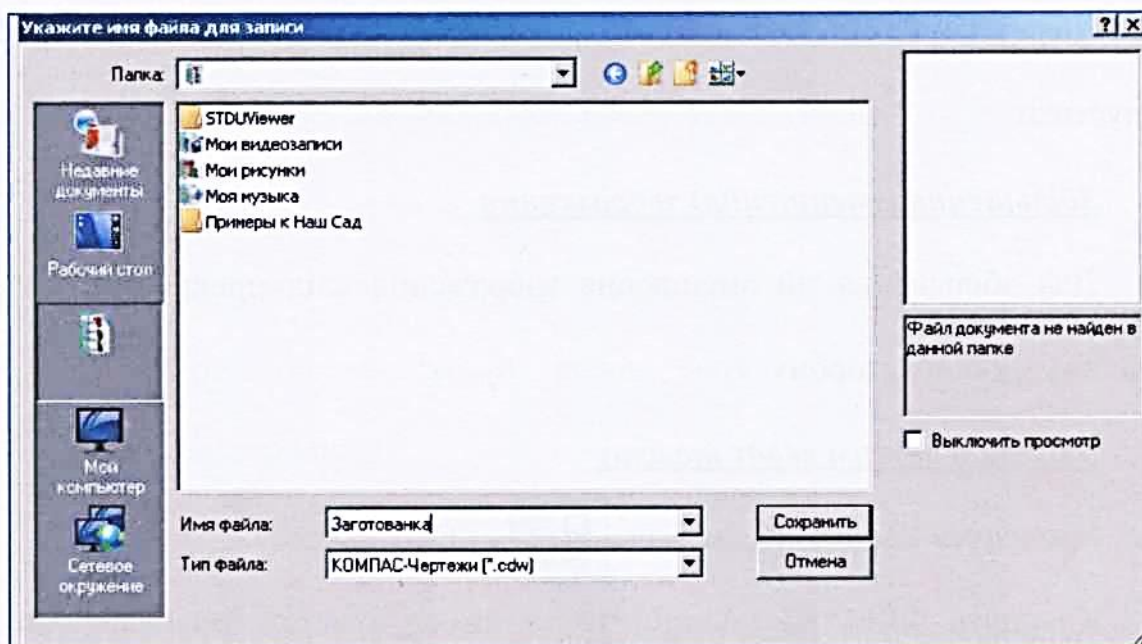 Укажите имя файла для записи
Папка:
STDUViewer
Мои видеозаписи
Мои рисунки
Моя музыка
Примеры к Наш Сад
Недавние
документы
Рабочий стол
Мой
компьютер
Сетевое
окружение
Файл документа не найден в
данной папке
Выключить просмотр
Имя файла:
Заготованка
Сохранить
Тип файла:
КОМПАС-Чертежи (*.cdw)
Отмена